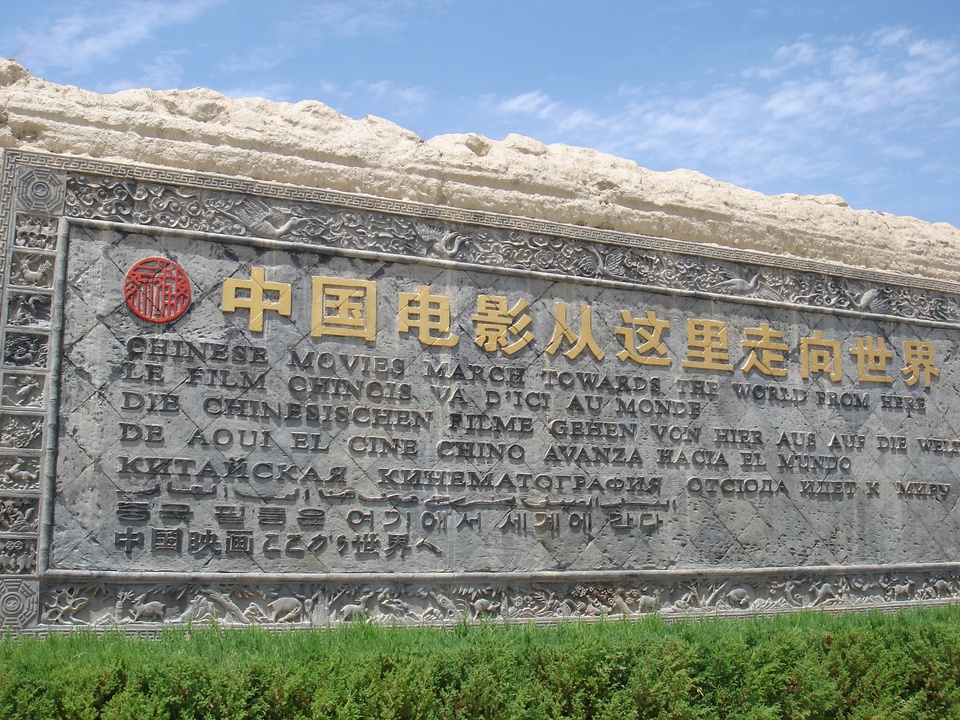 中国电影从这里走向世界
CHINESE MOVIES MARCH TOWARDS THE WORLD FROM HERE
LE FILM CHINOIS VA D'ICI AU MONDE
DIE CHINESISCHEN FILME GEHEN VON HIER AUS AUF DIE WELT
DE AQUI EL CINE CHINO AVANZA HACIA EL MUNDO
КИТАЙСКАЯ КИНЕМАТОГРАФИЯ ОТСЮДА ИДЕТ К МИРУ
중국 필름은 여기에서 세계에 간다
中国映画ここから世界へ